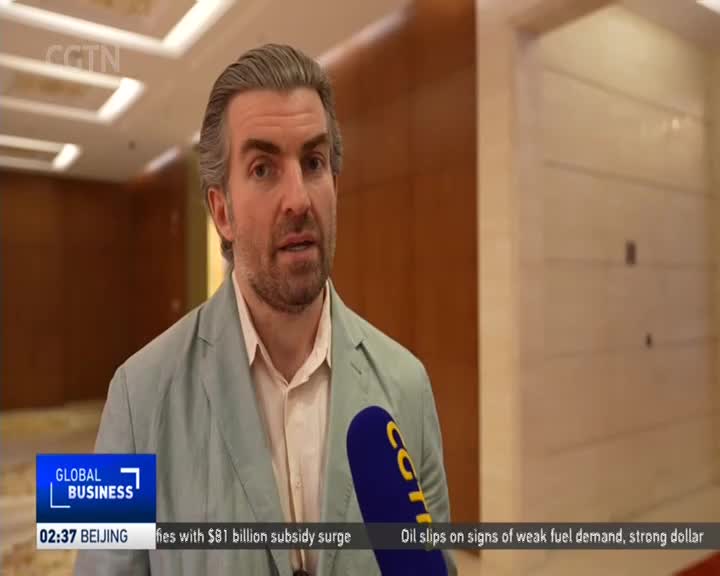 CGTN
CGTN
GLOBAL
BUSINESS
02:37 BEIJING
fies with $81 billion subsidy surge
Oil slips on signs of weak fuel demand, strong dollar